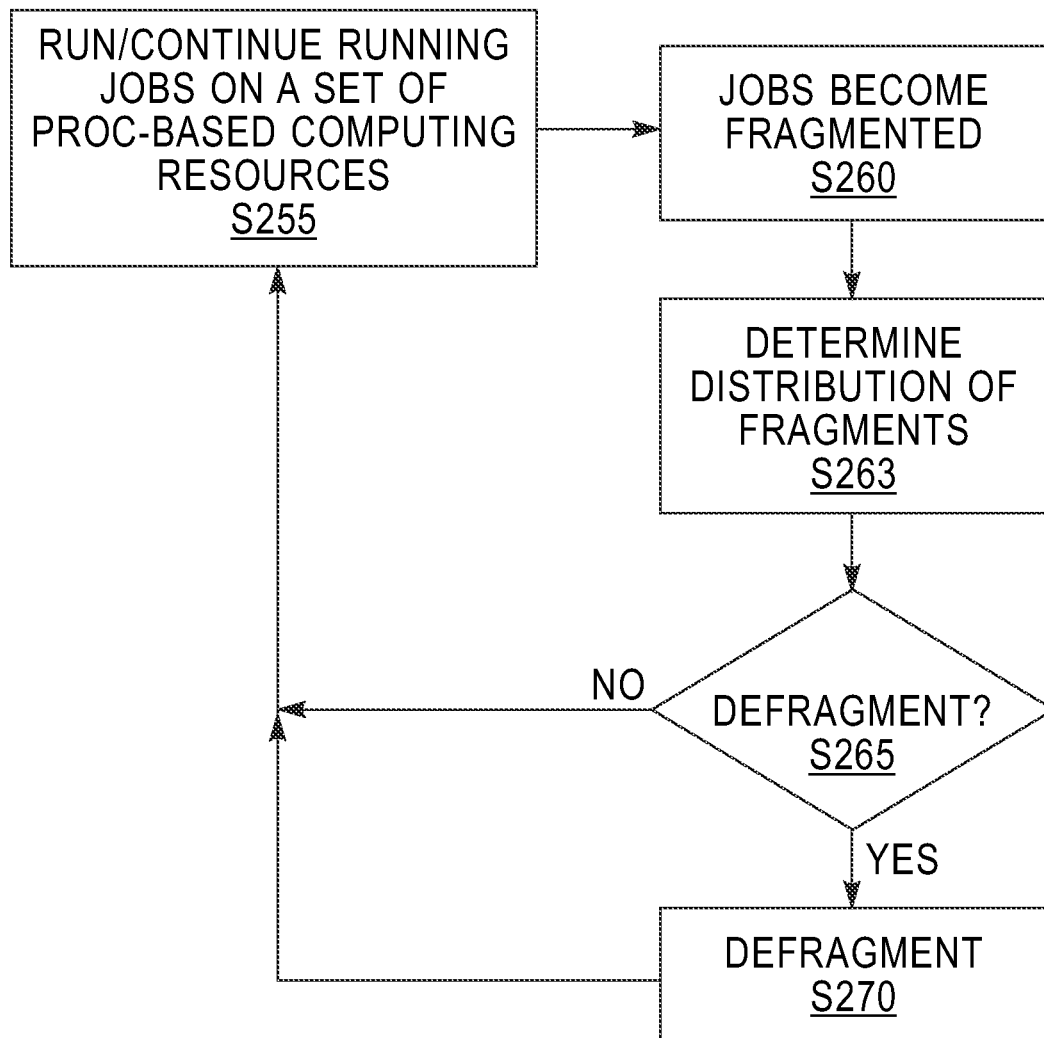 RUN/CONTINUE RUNNING
JOBS ON A SET OF
PROC-BASED COMPUTING
RESOURCES
S255
JOBS BECOME
FRAGMENTED
S260
DETERMINE
DISTRIBUTION OF
FRAGMENTS
S263
NO
DEFRAGMENT?
S265
YES
DEFRAGMENT
S270